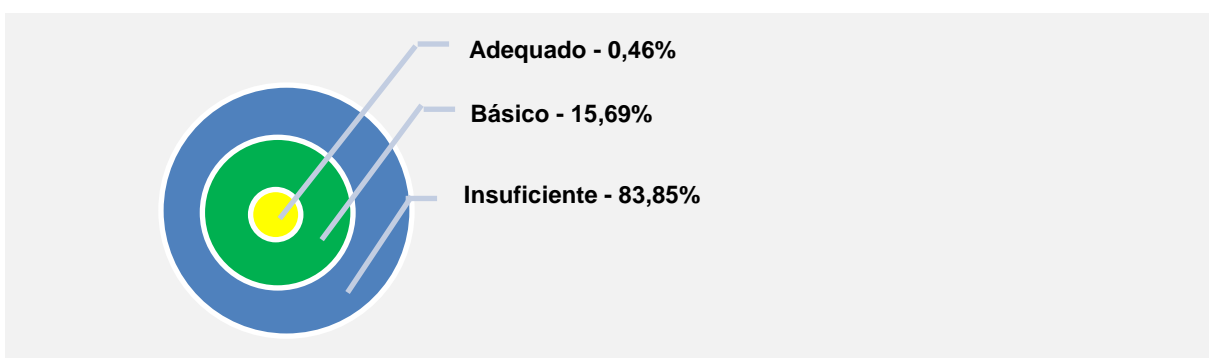 Adequado - 0,46%
Básico - 15,69%
Insuficiente - 83,85%